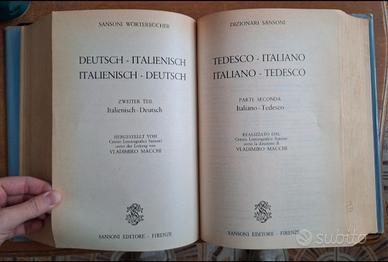 SANSONI WÖRTERBÜCHER
DEUTSCH - ITALIENISCH
ITALIENISCH - DEUTSCH
ZWEITER TEIL
Italienisch - Deutsch
HERGESTELLT VOM
Centro Lessicografico Sansoni
unter der Leitung von
VLADIMIRO MACCHI
SANSONI EDITORE - FIRENZE
DIZIONARI SANSONI
TEDESCO - ITALIANO
ITALIANO - TEDESCO
PARTE SECONDA
Italiano - Tedesco
REALIZZATO DAL
Centro Lessicografico Sansoni
sotto la direzione di
VLADIMIRO MACCHI
SANSONI EDITORE - FIRENZE
subito